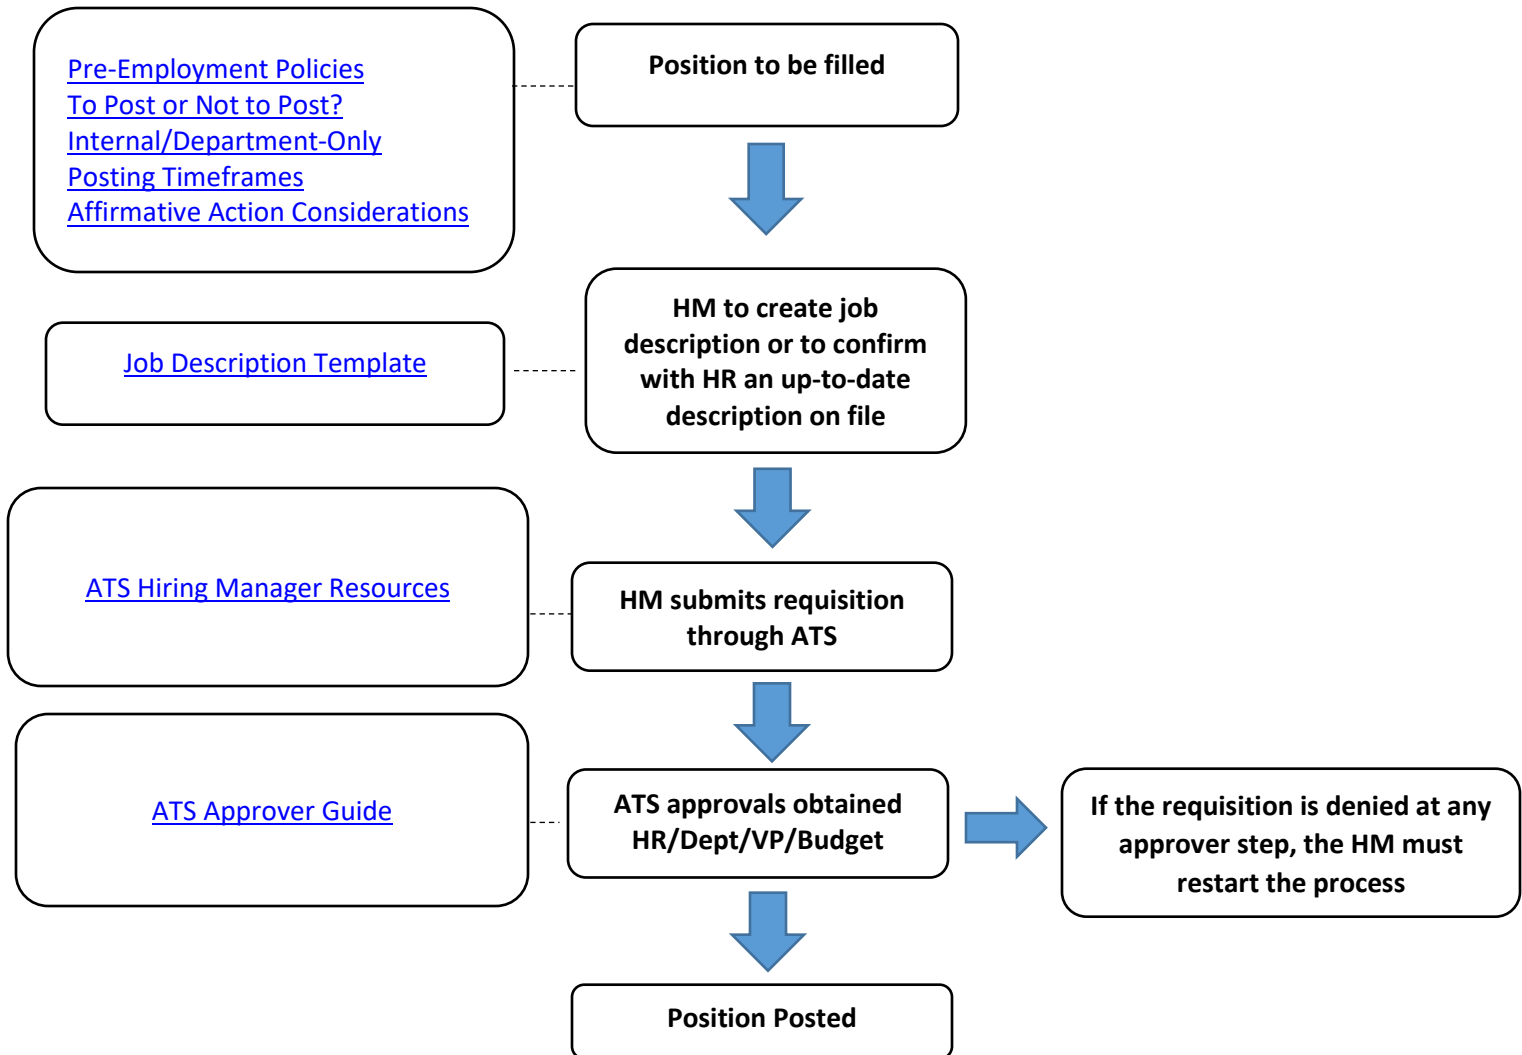 Pre-Employment Policies
To Post or Not to Post?
Internal/Department-Only
Posting Timeframes
Affirmative Action Considerations
Position to be filled
Job Description Template
HM to create job
description or to confirm
with HR an up-to-date
description on file
ATS Hiring Manager Resources
HM submits requisition
through ATS
ATS Approver Guide
ATS approvals obtained
HR/Dept/VP/Budget
If the requisition is denied at any
approver step, the HM must
restart the process
Position Posted